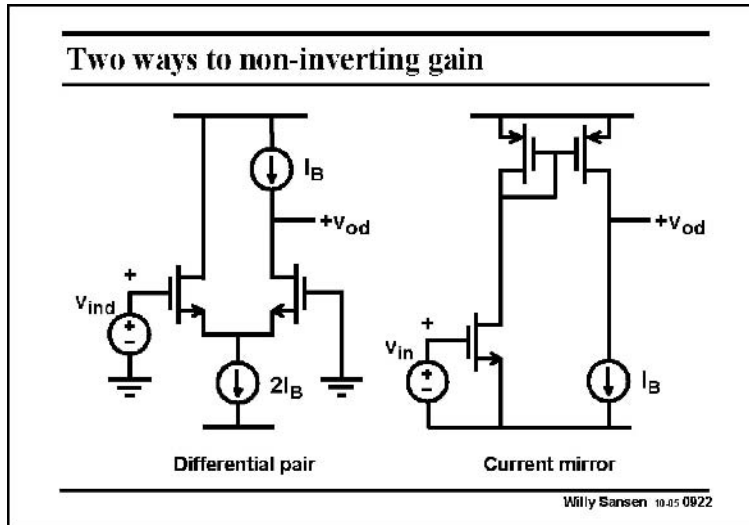 Two ways to non-inverting gain
I_B
+v_od
+
v_ind
+
−
2I_B
Differential pair
+v_od
+
v_in
+
−
I_B
Current mirror
Willy Sansen 10-05 0922